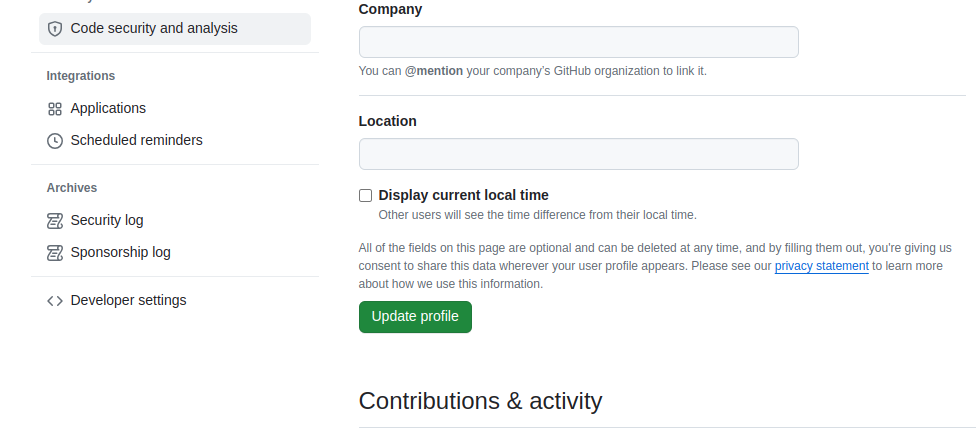 Code security and analysis
Integrations
Applications
Scheduled reminders
Archives
Security log
Sponsorship log
Developer settings
Company
You can @mention your company's GitHub organization to link it.
Location
Display current local time
Other users will see the time difference from their local time.
All of the fields on this page are optional and can be deleted at any time, and by filling them out, you're giving us
consent to share this data wherever your user profile appears. Please see our privacy statement to learn more
about how we use this information.
Update profile
Contributions & activity